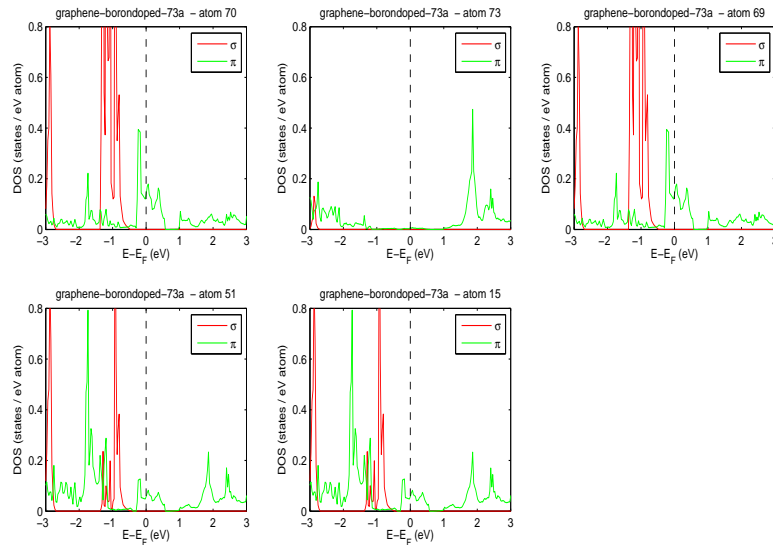 graphene−borondoped−73a − atom 70
graphene−borondoped−73a − atom 73
graphene−borondoped−73a − atom 69
DOS (states / eV atom)
0.8
0.6
0.4
0.2
0
σ
π
−3 −2 −1 0 1 2 3
E−E_F (eV)
DOS (states / eV atom)
0.8
0.6
0.4
0.2
0
σ
π
−3 −2 −1 0 1 2 3
E−E_F (eV)
DOS (states / eV atom)
0.8
0.6
0.4
0.2
0
σ
π
−3 −2 −1 0 1 2 3
E−E_F (eV)
graphene−borondoped−73a − atom 51
graphene−borondoped−73a − atom 15
DOS (states / eV atom)
0.8
0.6
0.4
0.2
0
σ
π
−3 −2 −1 0 1 2 3
E−E_F (eV)
DOS (states / eV atom)
0.8
0.6
0.4
0.2
0
σ
π
−3 −2 −1 0 1 2 3
E−E_F (eV)